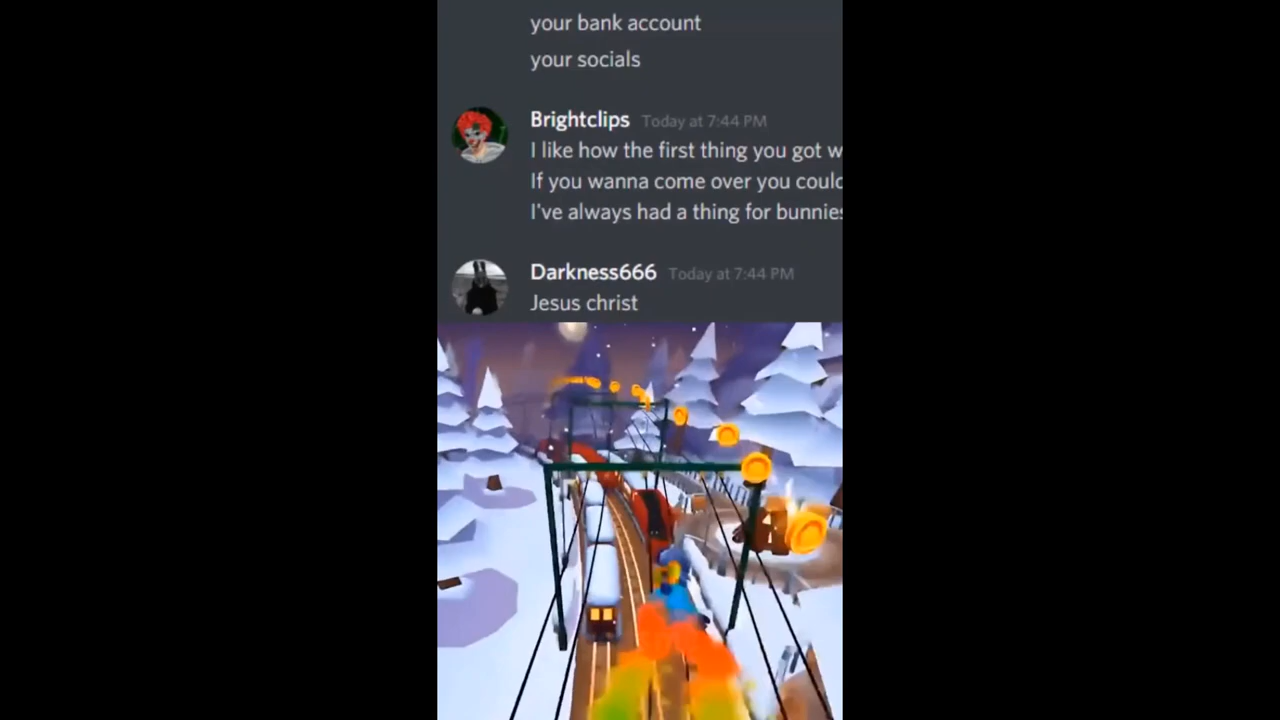 your bank account
your socials
Brightclips Today at 7:44 PM
I like how the first thing you got
If you wanna come over you
I've always had a thing for bunnies
Darkness666 Today at 7:44 PM
Jesus christ